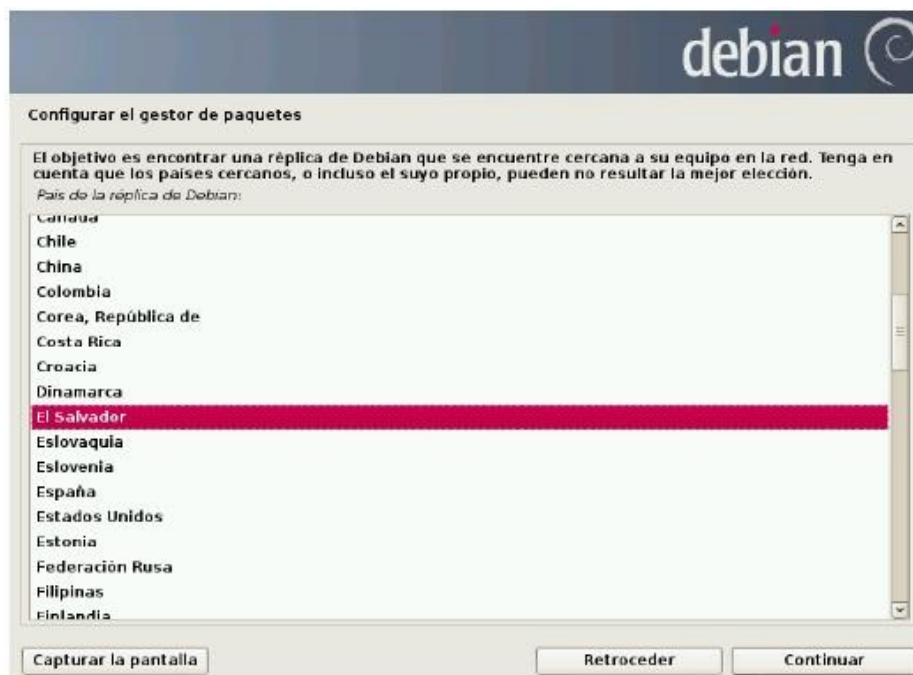 debian
Configurar el gestor de paquetes
El objetivo es encontrar una réplica de Debian que se encuentre cercana a su equipo en la red. Tenga en
cuenta que los países cercanos, o incluso el suyo propio, pueden no resultar la mejor elección.
País de la réplica de Debian:
Canadá
Chile
China
Colombia
Corea, República de
Costa Rica
Croacia
Dinamarca
El Salvador
Eslovaquia
Eslovenia
España
Estados Unidos
Estonia
Federación Rusa
Filipinas
Finlandia
Capturar la pantalla
Retroceder
Continuar